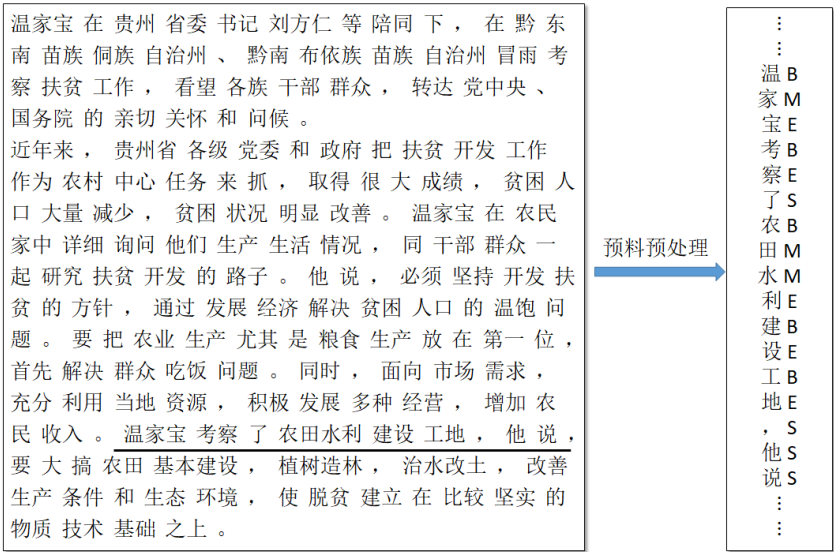 温家宝 在 贵州 省委 书记 刘方仁 等 陪同 下 ， 在 黔 东
南 苗族 侗族 自治州 、 黔南 布依族 苗族 自治州 冒雨 考
察 扶贫 工作 ， 看望 各族 干部 群众 ， 转达 党中央 、
国务院 的 亲切 关怀 和 问候 。
近年来 ， 贵州省 各级 党委 和 政府 把 扶贫 开发 工作
作为 农村 中心 任务 来 抓 ， 取得 很 大 成绩 ， 贫困 人
口 大量 减少 ， 贫困 状况 明显 改善 。 温家宝 在 农民
家中 详细 询问 他们 生产 生活 情况 ， 同 干部 群众 一
起 研究 扶贫 开发 的 路子 。 他 说 ， 必须 坚持 开发 扶
贫 的 方针 ， 通过 发展 经济 解决 贫困 人口 的 温饱 问
题 。 要 把 农业 生产 尤其 是 粮食 生产 放 在 第一 位 ，
首先 解决 群众 吃饭 问题 。 同时 ， 面向 市场 需求 ，
充分 利用 当地 资源 ， 积极 发展 多种 经营 ， 增加 农
民 收入 。 温家宝 考察 了 农田水利 建设 工地 ， 他 说 ，
要 大 搞 农田 基本建设 ， 植树造林 ， 治水改土 ， 改善
生产 条件 和 生态 环境 ， 使 脱贫 建立 在 比较 坚实 的
物质 技术 基础 之上 。
预料预处理
⋮
⋮
温 B
家 M
宝 E
考 B
察 E
了 S
农 B
田 M
水 M
利 E
建 B
设 E
工 B
地 E
， S
他 S
说 S
⋮
⋮